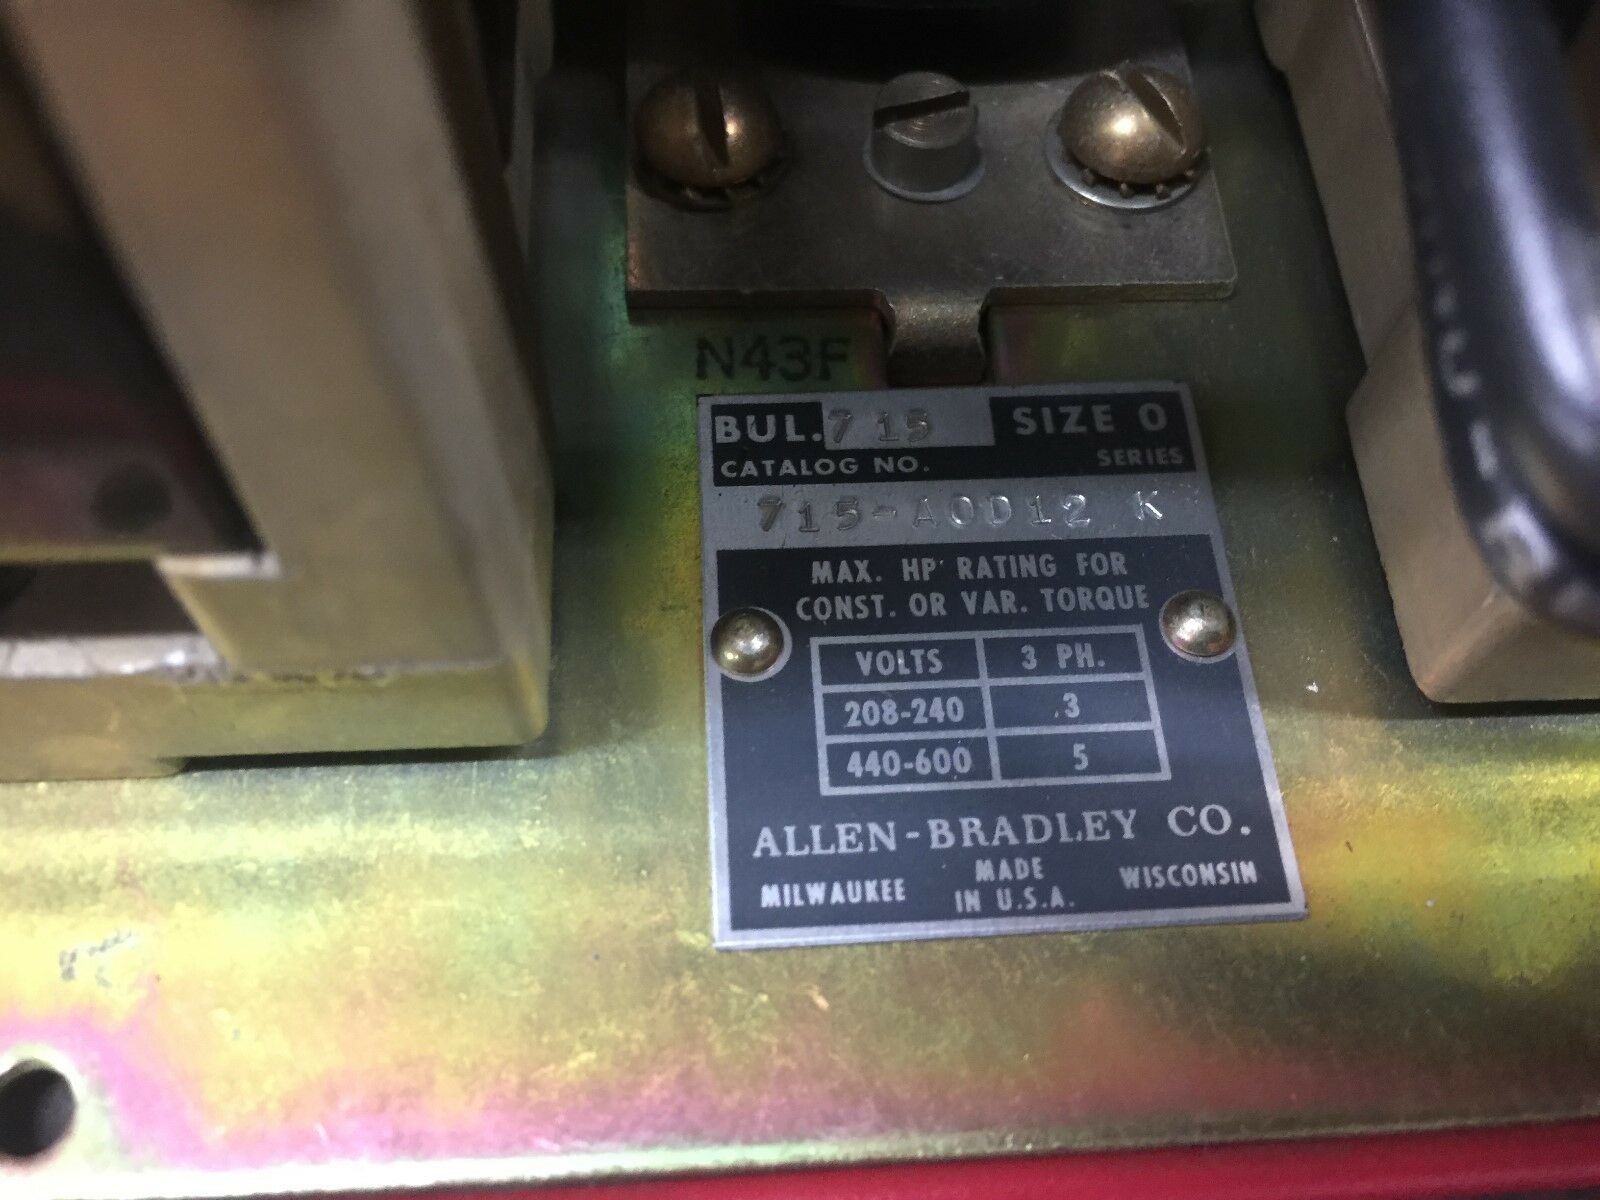 N43F
BUL. 715 SIZE 0
CATALOG NO. SERIES
715-AOD12 K
MAX. HP RATING FOR
CONST. OR VAR. TORQUE
VOLTS 3 PH.
208-240 3
440-600 5
ALLEN-BRADLEY CO.
MILWAUKEE MADE IN U.S.A. WISCONSIN